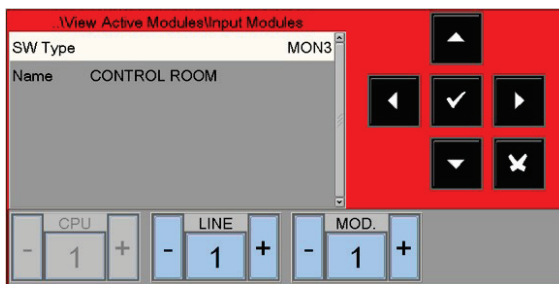 ..\View Active Modules\Input Modules
SW Type MON3
Name CONTROL ROOM
CPU LINE MOD.
- 1 + - 1 + - 1 +